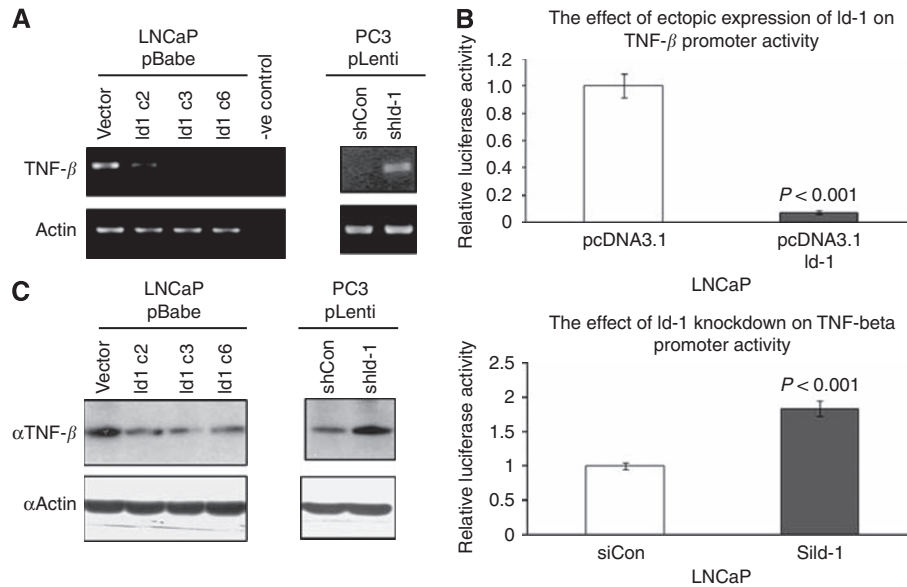 A
LNCaP
pBabe
PC3
pLenti
Vector
Id1 c2
Id1 c3
Id1 c6
-ve control
shCon
shId-1
TNF-β
Actin
B
The effect of ectopic expression of Id-1 on
TNF-β promoter activity
Relative luciferase activity
1.2
1
0.8
0.6
0.4
0.2
0
P < 0.001
pcDNA3.1
pcDNA3.1
Id-1
LNCaP
C
LNCaP
pBabe
PC3
pLenti
Vector
Id1 c2
Id1 c3
Id1 c6
shCon
shId-1
αTNF-β
αActin
The effect of Id-1 knockdown on TNF-beta
promoter activity
Relative luciferase activity
2.5
2
1.5
1
0.5
0
P < 0.001
siCon
SiId-1
LNCaP